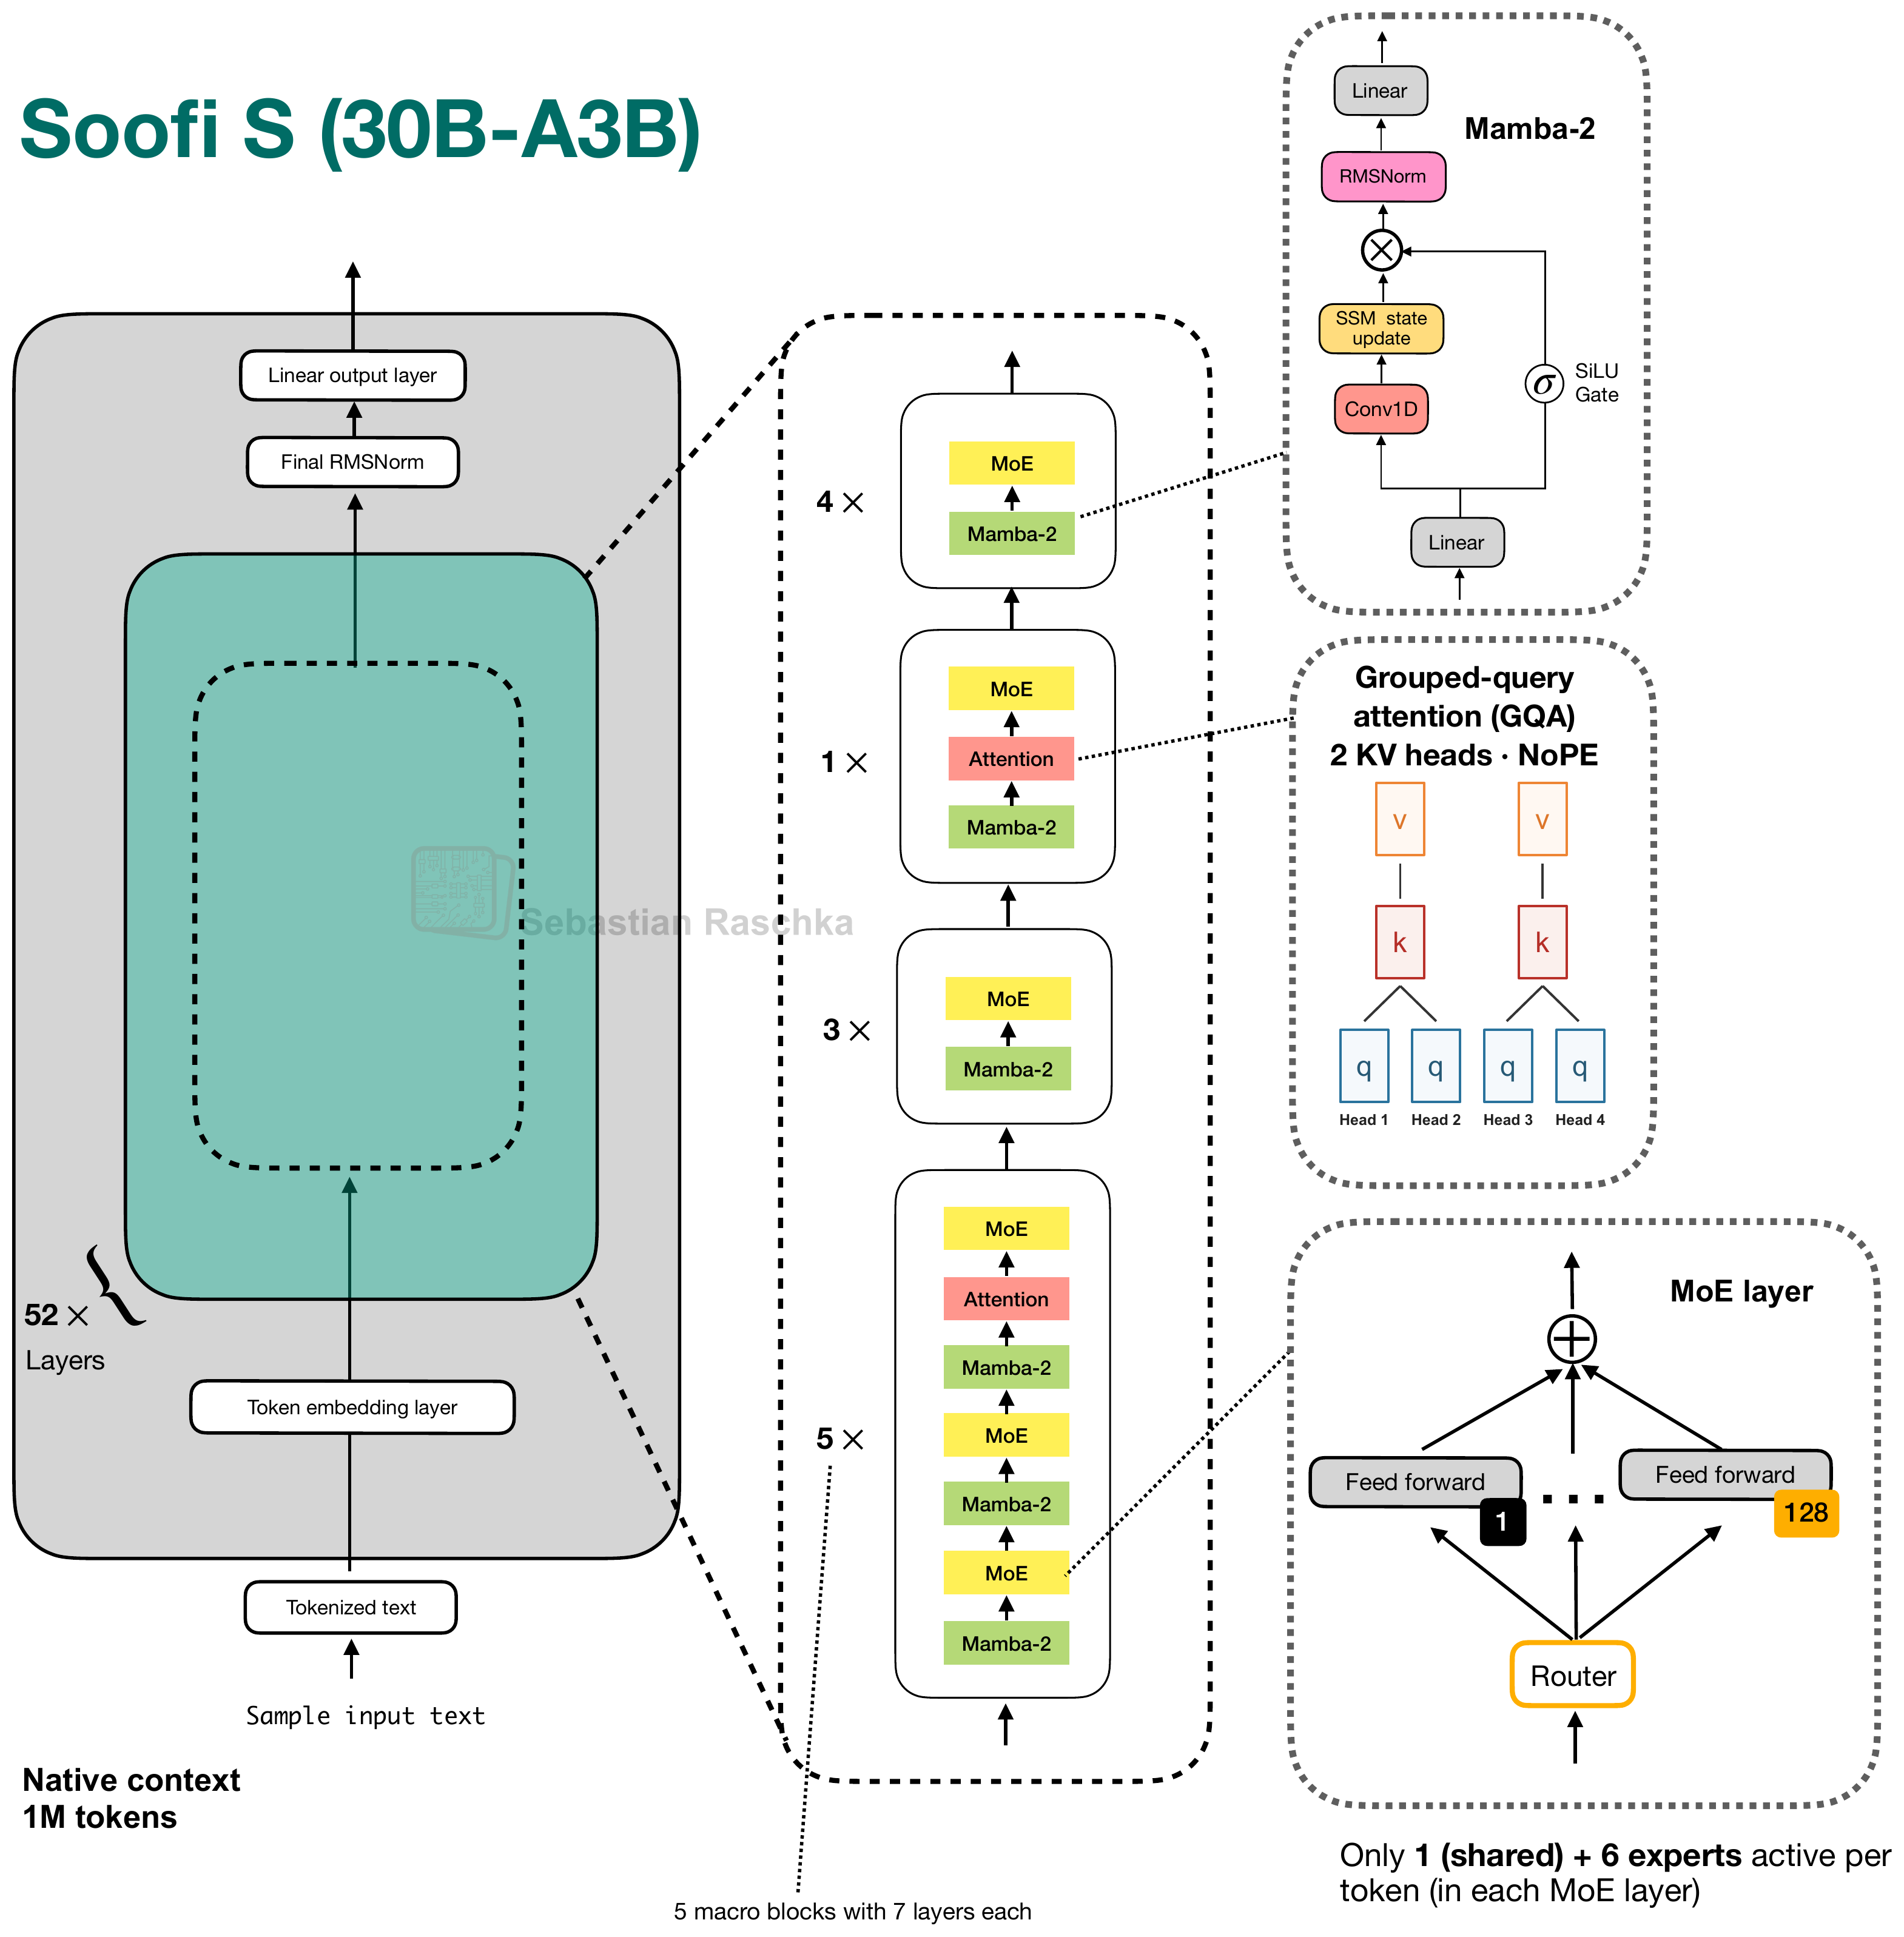 Soofi S (30B-A3B)
Linear output layer
Final RMSNorm
52 ×
Layers
Token embedding layer
Tokenized text
Sample input text
Native context
1M tokens
Sebastian Raschka
4 ×
MoE
Mamba-2
1 ×
MoE
Attention
Mamba-2
3 ×
MoE
Mamba-2
5 ×
MoE
Attention
Mamba-2
MoE
Mamba-2
MoE
Mamba-2
5 macro blocks with 7 layers each
Mamba-2
Linear
RMSNorm
SSM state
update
Conv1D
σ
SiLU
Gate
Linear
Grouped-query
attention (GQA)
2 KV heads · NoPE
v v
k k
q q q q
Head 1 Head 2 Head 3 Head 4
MoE layer
Feed forward
1
Feed forward
128
Router
Only 1 (shared) + 6 experts active per
token (in each MoE layer)